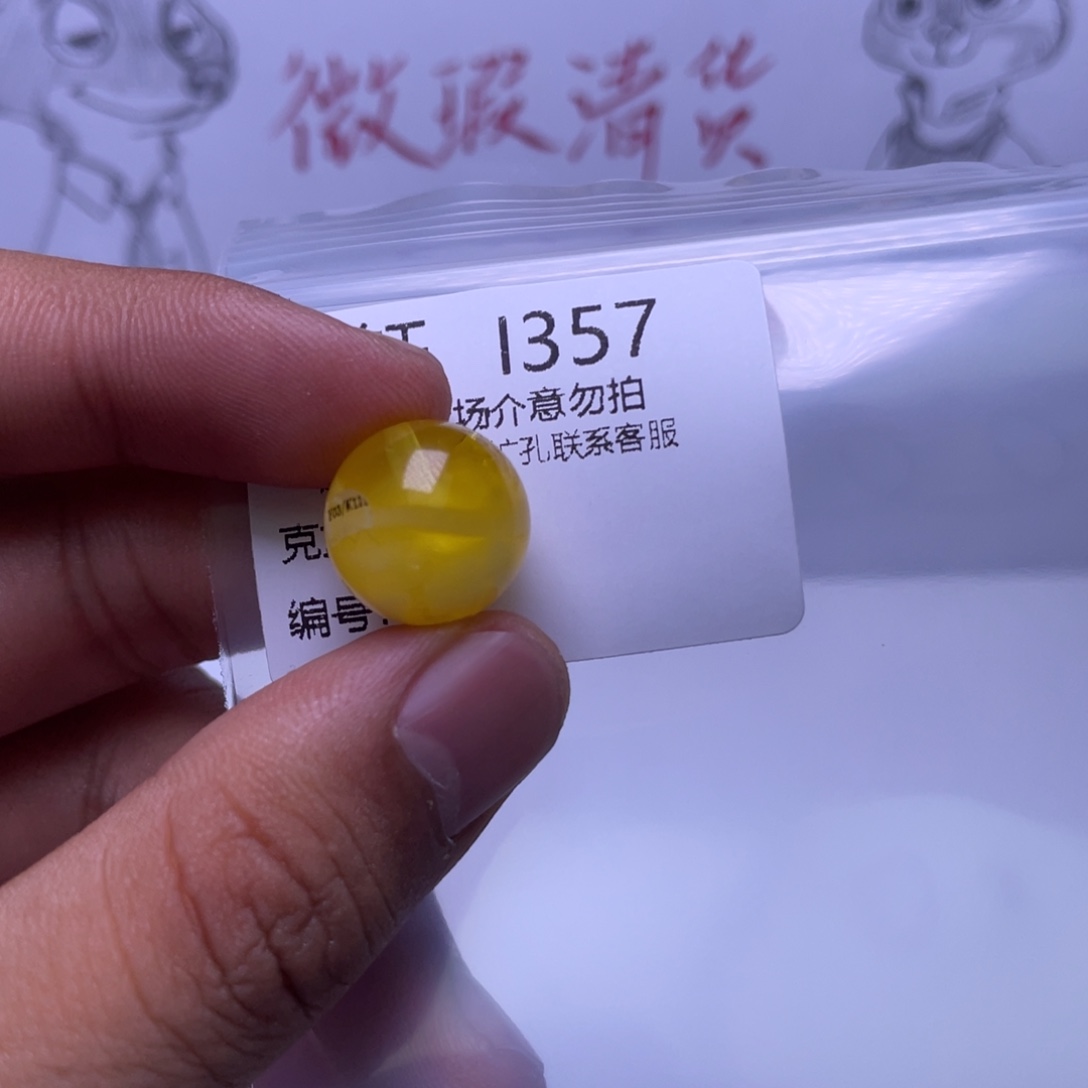 微瑕清货
1357
场介意勿拍
孔联系客服
克
编号